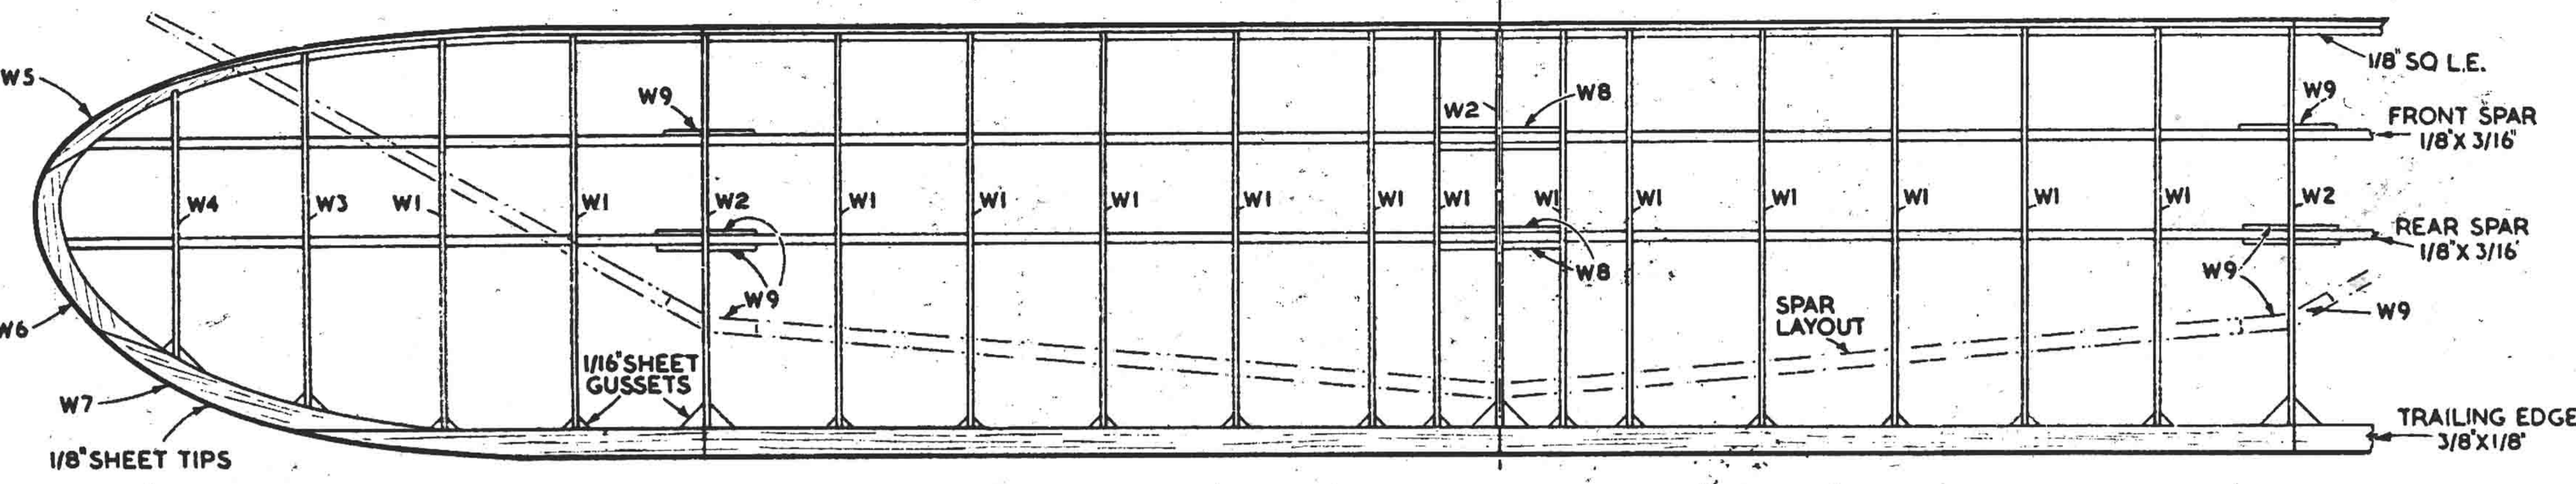 W5
1/8" SQ L.E.
W9
W9
W2
W8
FRONT SPAR
1/8" X 3/16"
W4
W3
W1
W1
W2
W1
W1
W1
W1
W1
W1
W1
W1
W1
W1
W1
W1
W2
REAR SPAR
1/8" X 3/16'
W8
W9
W9
W9
W6
SPAR
LAYOUT
1/16" SHEET
GUSSETS
W7
TRAILING EDGE
3/8" X 1/8"
1/8" SHEET TIPS